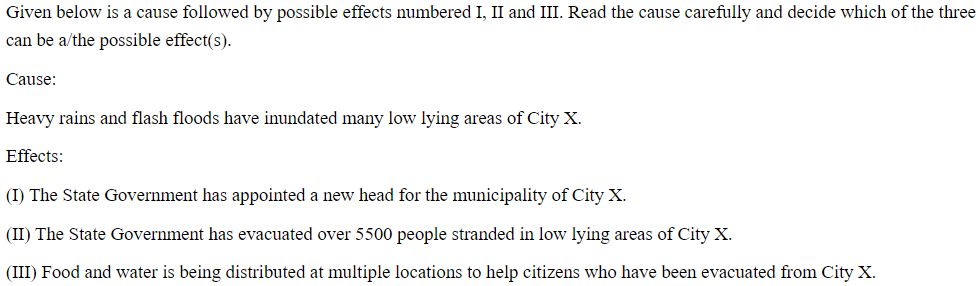 Given below is a cause followed by possible effects numbered I, II and III. Read the cause carefully and decide which of the three
can be a/the possible effect(s).
Cause:
Heavy rains and flash floods have inundated many low lying areas of City X.
Effects:
(I) The State Government has appointed a new head for the municipality of City X.
(II) The State Government has evacuated over 5500 people stranded in low lying areas of City X.
(III) Food and water is being distributed at multiple locations to help citizens who have been evacuated from City X.